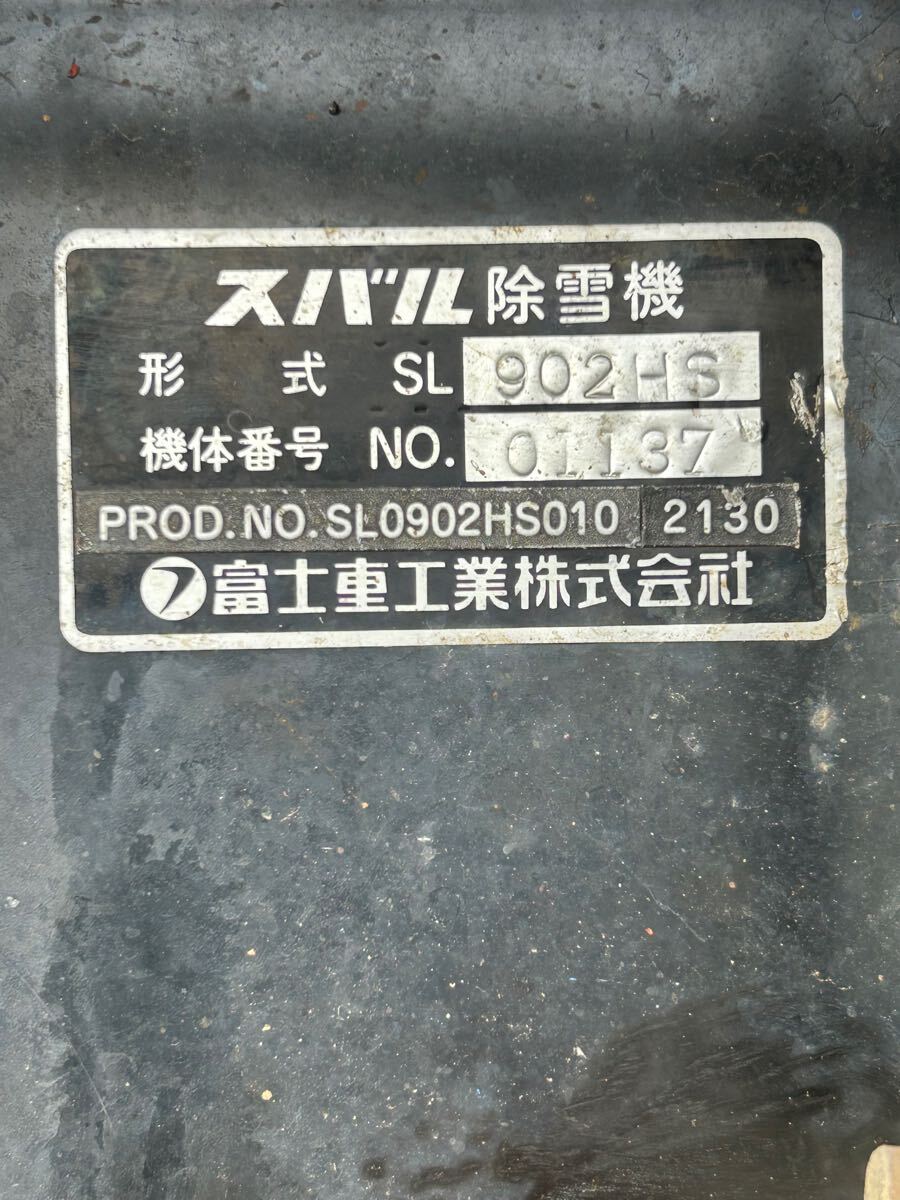 スバル除雪機
形式 SL 902HS
機体番号 NO. 01137
PROD.NO.SL0902HS010 2130
フ富士重工業株式会社